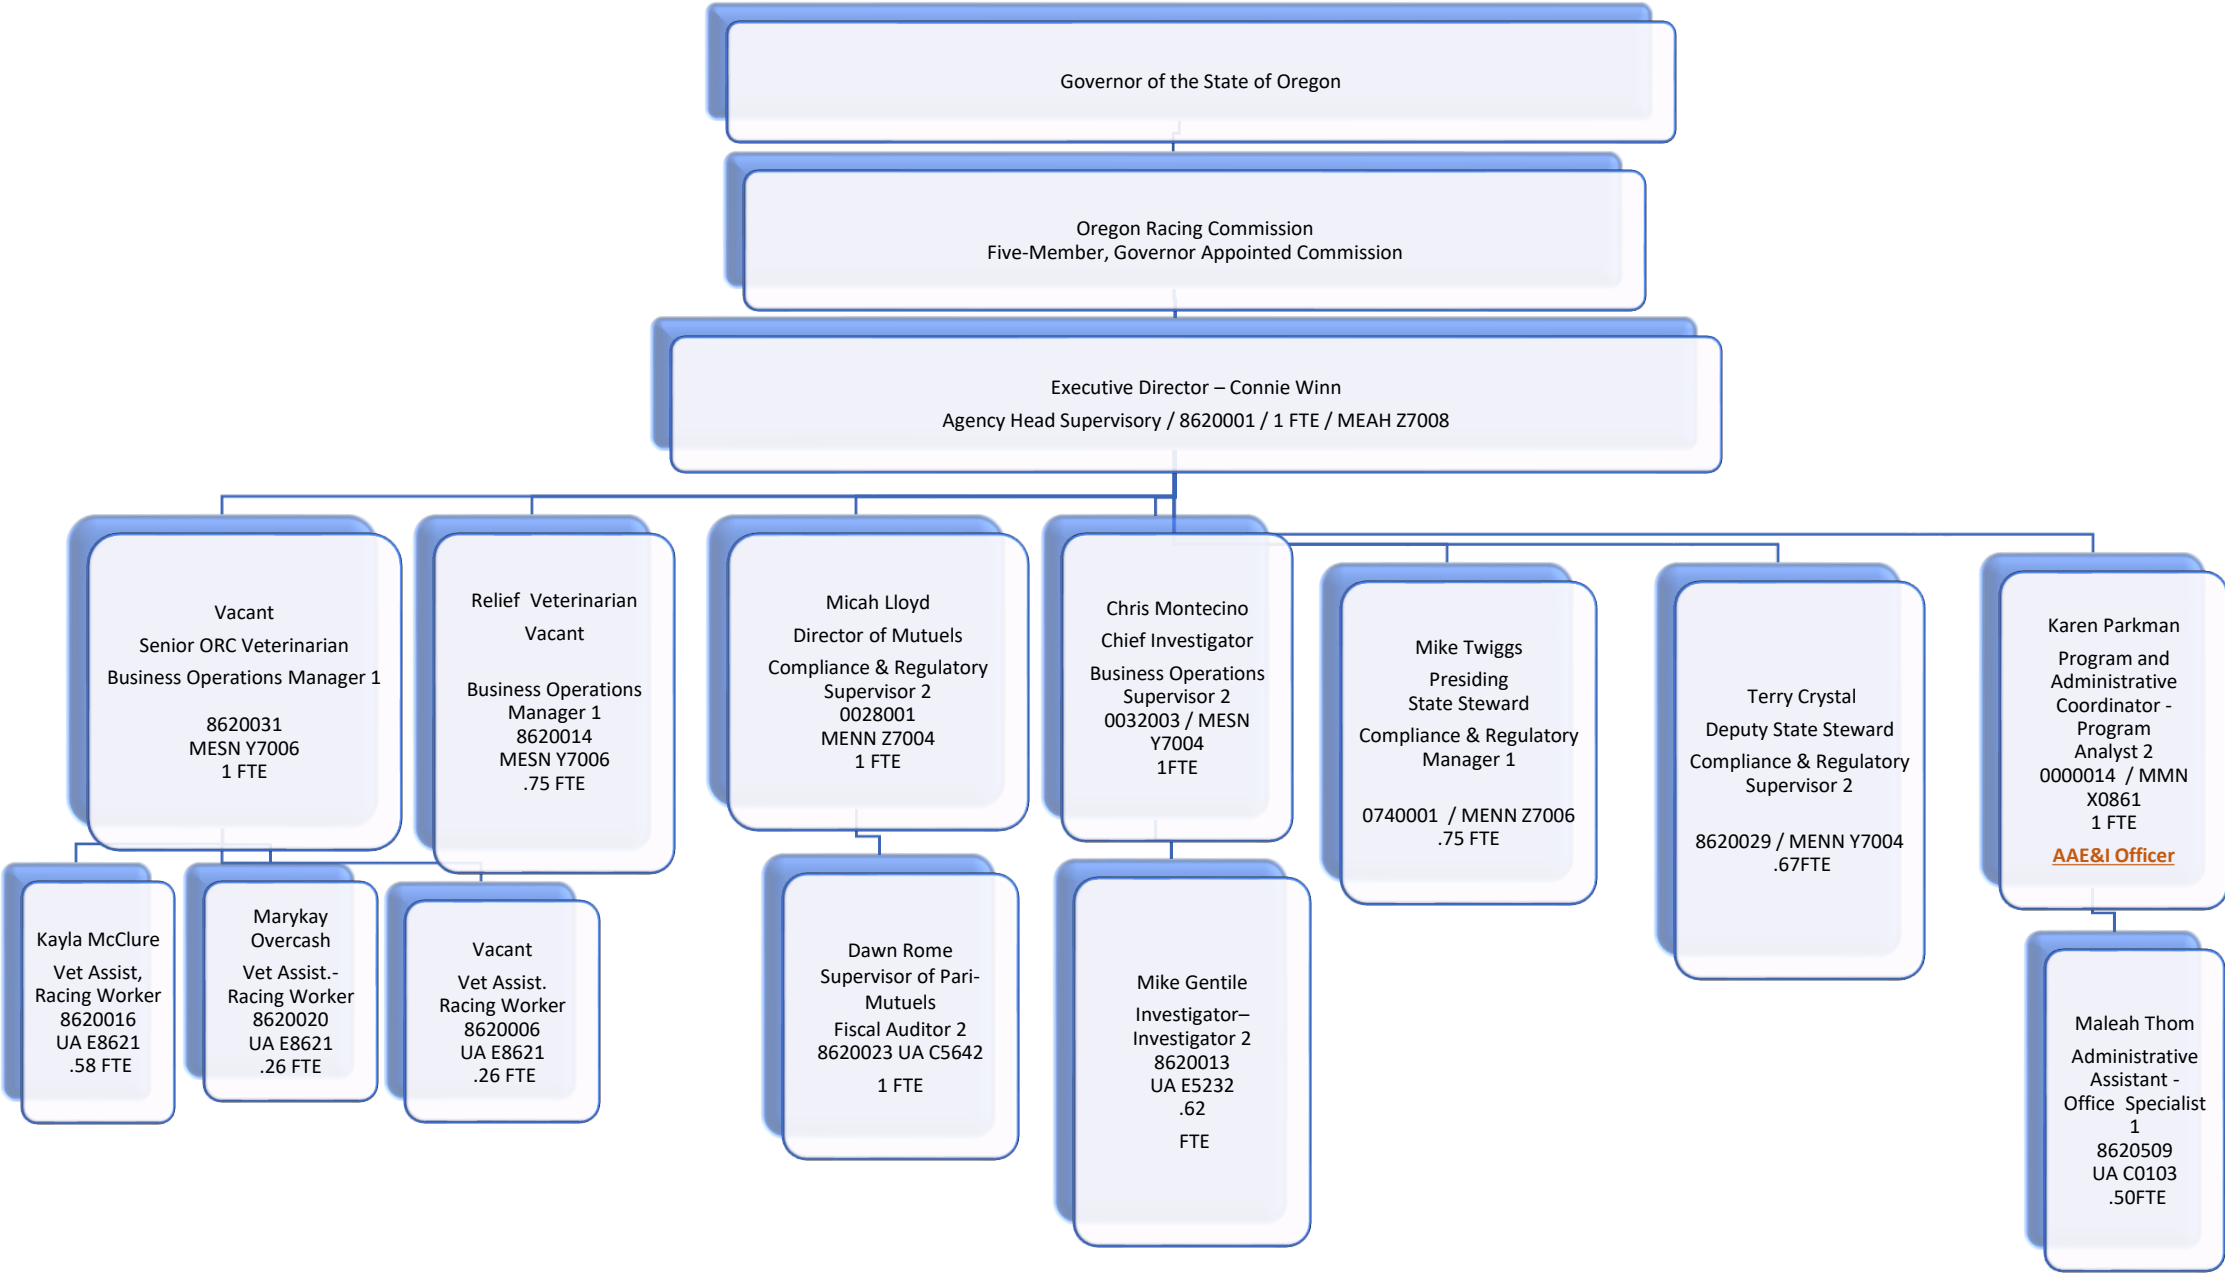 Governor of the State of Oregon
Oregon Racing Commission
Five-Member, Governor Appointed Commission
Executive Director – Connie Winn
Agency Head Supervisory / 8620001 / 1 FTE / MEAH Z7008
Vacant
Senior ORC Veterinarian
Business Operations Manager 1
8620031
MESN Y7006
1 FTE
Relief  Veterinarian
Vacant
Business Operations
Manager 1
8620014
MESN Y7006
.75 FTE
Micah Lloyd
Director of Mutuels
Compliance & Regulatory
Supervisor 2
0028001
MENN Z7004
1 FTE
Chris Montecino
Chief Investigator
Business Operations
Supervisor 2
0032003 / MESN
Y7004
1FTE
Mike Twiggs
Presiding
State Steward
Compliance & Regulatory
Manager 1
0740001  / MENN Z7006
.75 FTE
Terry Crystal
Deputy State Steward
Compliance & Regulatory
Supervisor 2
8620029 / MENN Y7004
.67FTE
Karen Parkman
Program and
Administrative
Coordinator -
Program
Analyst 2
0000014  / MMN
X0861
1 FTE
AAE&I Officer
Kayla McClure
Vet Assist,
Racing Worker
8620016
UA E8621
.58 FTE
Marykay
Overcash
Vet Assist.-
Racing Worker
8620020
UA E8621
.26 FTE
Vacant
Vet Assist.
Racing Worker
8620006
UA E8621
.26 FTE
Dawn Rome
Supervisor of Pari-
Mutuels
Fiscal Auditor 2
8620023 UA C5642
1 FTE
Mike Gentile
Investigator–
Investigator 2
8620013
UA E5232
.62
FTE
Maleah Thom
Administrative
Assistant -
Office  Specialist
1
8620509
UA C0103
.50FTE